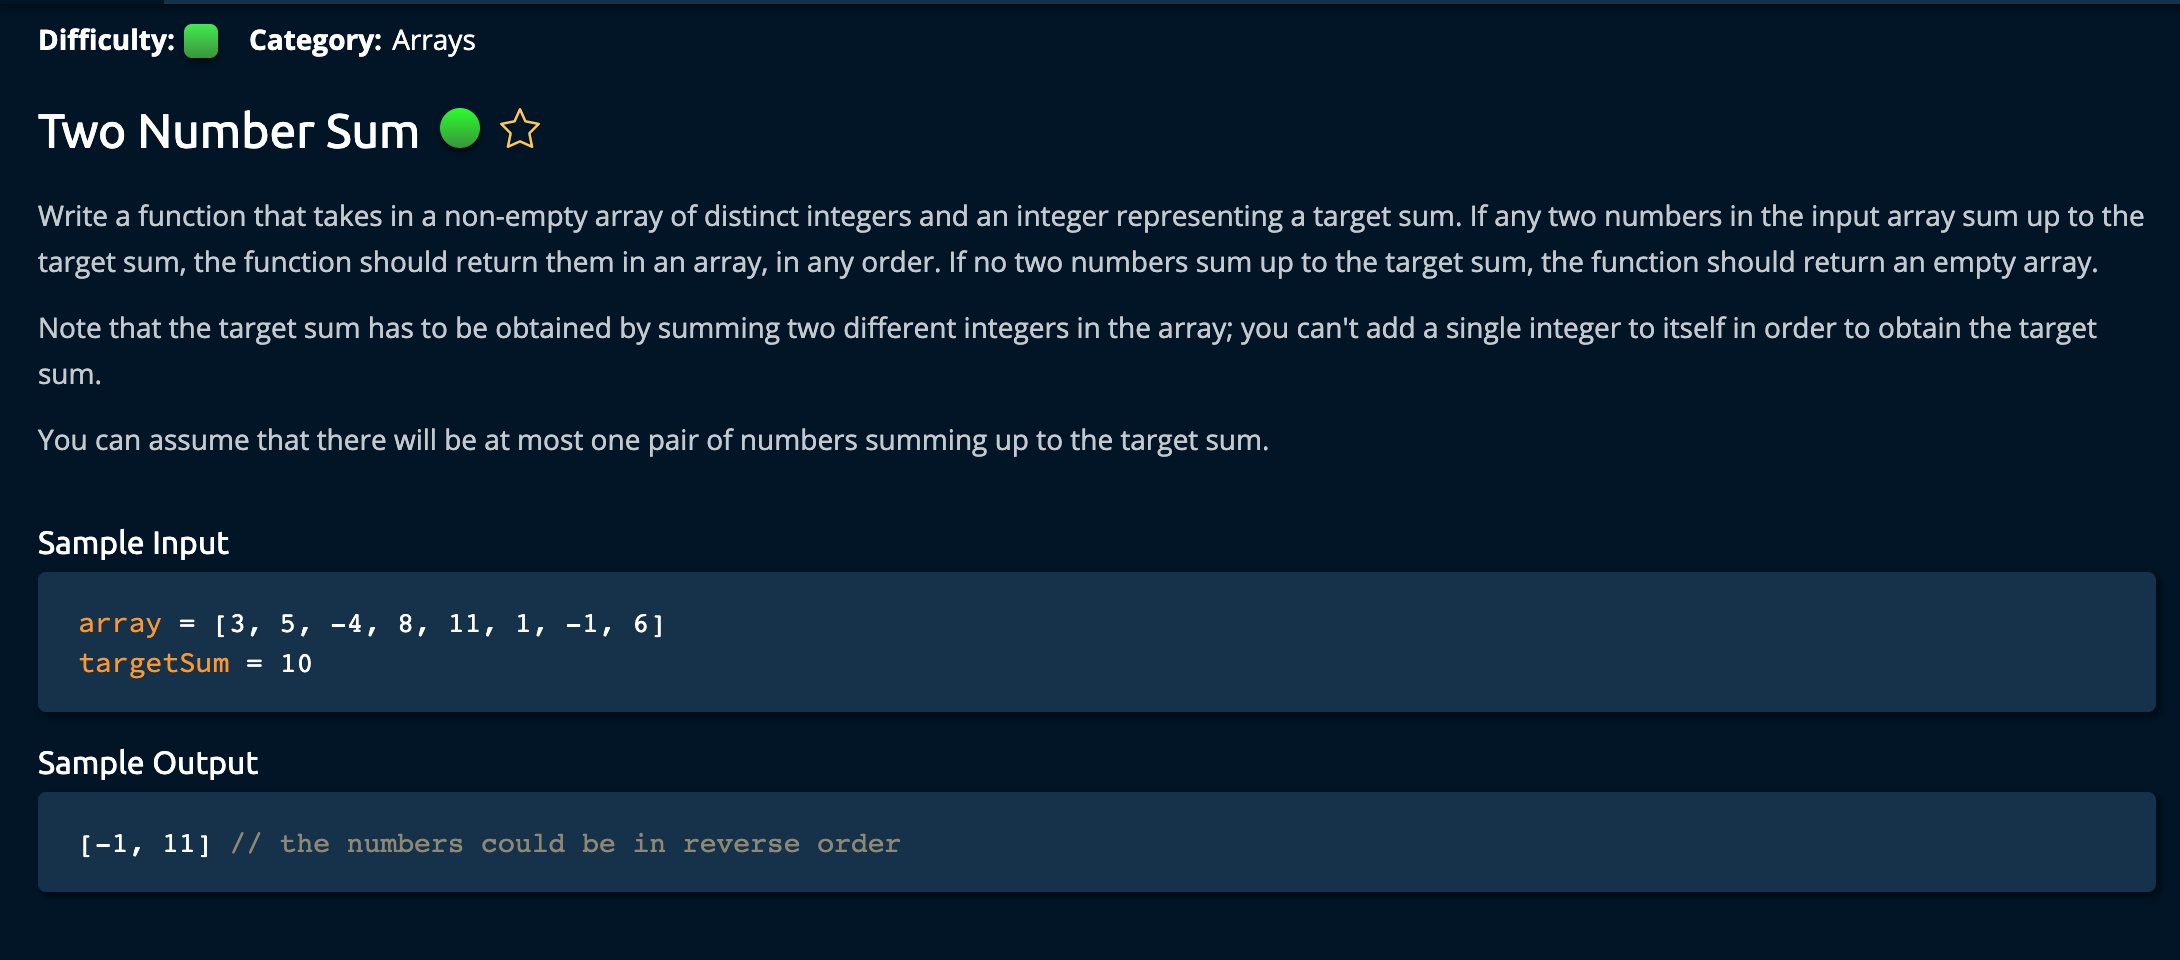 Difficulty: Category: Arrays
Two Number Sum
Write a function that takes in a non-empty array of distinct integers and an integer representing a target sum. If any two numbers in the input array sum up to the
target sum, the function should return them in an array, in any order. If no two numbers sum up to the target sum, the function should return an empty array.
Note that the target sum has to be obtained by summing two different integers in the array; you can't add a single integer to itself in order to obtain the target
sum.
You can assume that there will be at most one pair of numbers summing up to the target sum.
Sample Input
array = [3, 5, -4, 8, 11, 1, -1, 6]
targetSum = 10
Sample Output
[-1, 11] // the numbers could be in reverse order